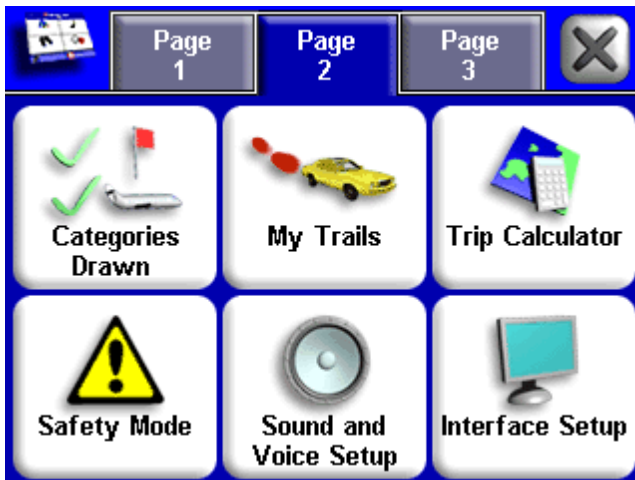 Page
1
Page
2
Page
3
Categories
Drawn
My Trails
Trip Calculator
Safety Mode
Sound and
Voice Setup
Interface Setup